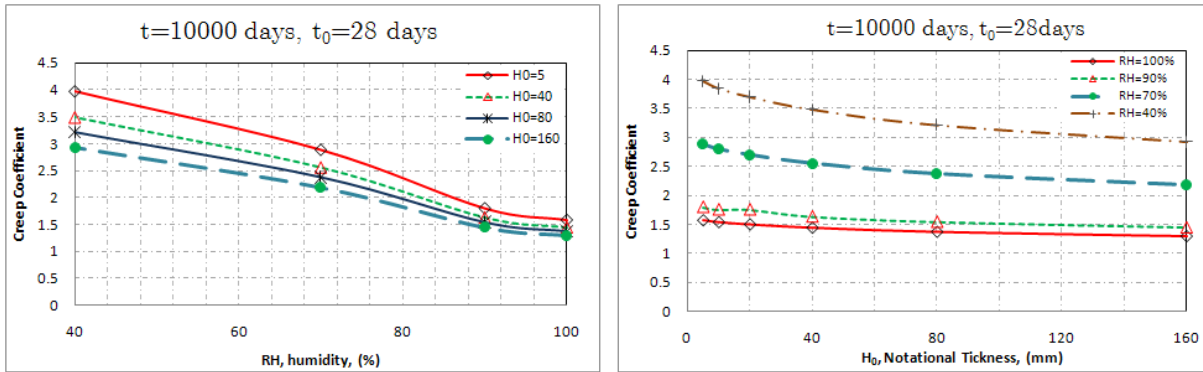 t=10000 days, t₀=28 days
4.5
4
3.5
3
2.5
2
1.5
1
0.5
0
Creep Coefficient
H0=5
H0=40
H0=80
H0=160
40 60 80 100
RH, humidity, (%)
t=10000 days, t₀=28days
4.5
4
3.5
3
2.5
2
1.5
1
0.5
0
Creep Coefficient
RH=100%
RH=90%
RH=70%
RH=40%
0 40 80 120 160
H₀, Notational Tickness, (mm)